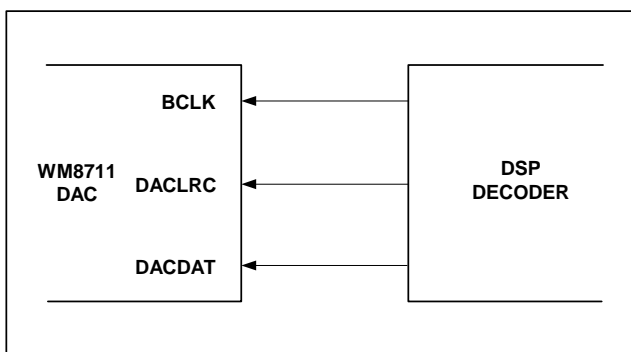 BCLK
WM8711
DAC
DACLRC
DACDAT
DSP
DECODER